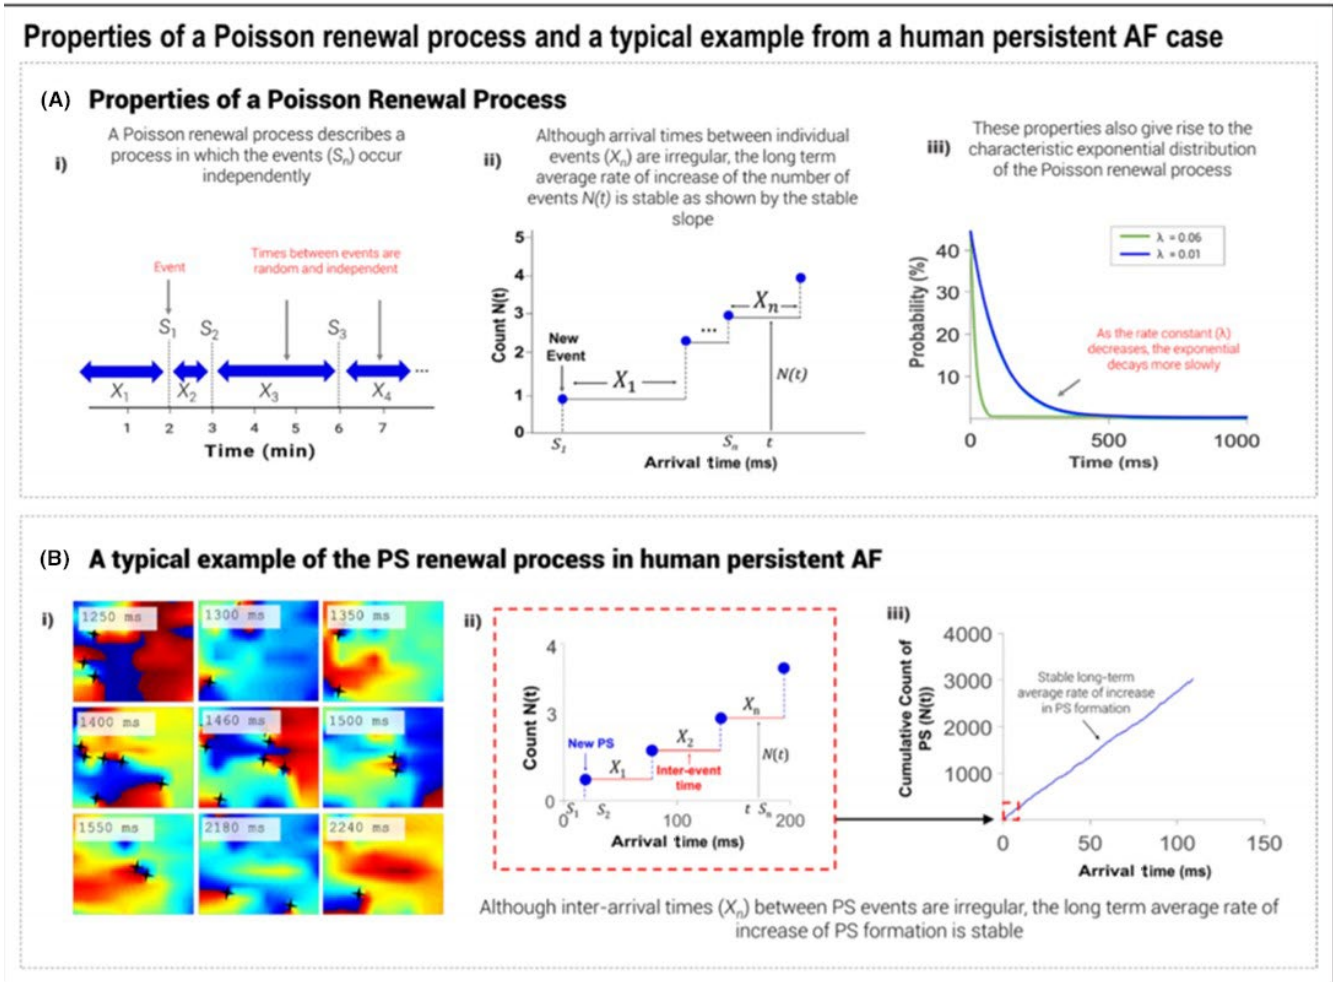 Properties of a Poisson renewal process and a typical example from a human persistent AF case
(A) Properties of a Poisson Renewal Process
i)
A Poisson renewal process describes a
process in which the events (Sn) occur
independently
Event
Times between events are
random and independent
S1 S2 S3
X1 X2 X3 X4 ...
1 2 3 4 5 6 7
Time (min)
ii)
Although arrival times between individual
events (Xn) are irregular, the long term
average rate of increase of the number of
events N(t) is stable as shown by the stable
slope
Count N(t)
5
4
3
2
1
0
New
Event
X1
...
Xn
N(t)
S1 Sn t
Arrival time (ms)
iii)
These properties also give rise to the
characteristic exponential distribution
of the Poisson renewal process
Probability (%)
40
30
20
10
λ = 0.06
λ = 0.01
As the rate constant (λ)
decreases, the exponential
decays more slowly
0 500 1000
Time (ms)
(B) A typical example of the PS renewal process in human persistent AF
i)
1250 ms 1300 ms 1350 ms
1400 ms 1460 ms 1500 ms
1550 ms 2180 ms 2240 ms
ii)
Count N(t)
4
3
0
New PS
X1
X2
Xn
Inter-event
time
N(t)
S1 S2 t Sn
0 100 200
Arrival time (ms)
iii)
Cumulative Count of
PS (N(t))
4000
3000
2000
1000
Stable long-term
average rate of increase
in PS formation
0 50 100 150
Arrival time (ms)
Although inter-arrival times (Xn) between PS events are irregular, the long term average rate of
increase of PS formation is stable